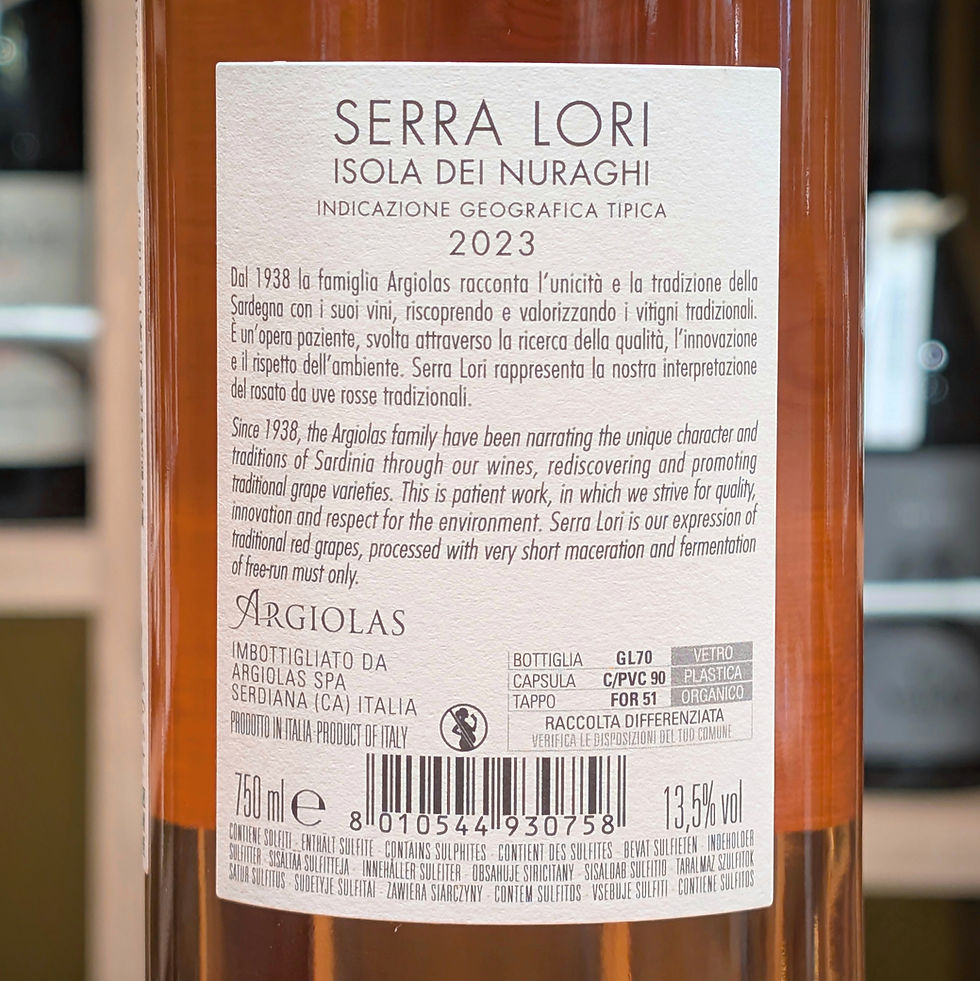 SERRA LORI
ISOLA DEI NURAGHI
INDICAZIONE GEOGRAFICA TIPICA
2023
Dal 1938 la famiglia Argiolas racconta l'unicità e la tradizione della
Sardegna con i suoi vini, riscoprendo e valorizzando i vitigni tradizionali.
È un'opera paziente, svolta attraverso la ricerca della qualità, l'innovazione
e il rispetto dell'ambiente. Serra Lori rappresenta la nostra interpretazione
del rosato da uve rosse tradizionali.
Since 1938, the Argiolas family have been narrating the unique character and
traditions of Sardinia through our wines, rediscovering and promoting
traditional grape varieties. This is patient work, in which we strive for quality,
innovation and respect for the environment. Serra Lori is our expression of
traditional red grapes, processed with very short maceration and fermentation
of free-run must only.
ARGIOLAS
IMBOTTIGLIATO DA
ARGIOLAS SPA
SERDIANA (CA) ITALIA
PRODOTTO IN ITALIA-PRODUCT OF ITALY
BOTTIGLIA GL70 VETRO
CAPSULA C/PVC 90 PLASTICA
TAPPO FOR 51 ORGANICO
RACCOLTA DIFFERENZIATA
VERIFICA LE DISPOSIZIONI DEL TUO COMUNE
750 ml e
8 010544 930758
13,5% vol
CONTIENE SOLFITI - ENTHÄLT SULFITE - CONTAINS SULPHITES - CONTIENT DES SULFITES - BEVAT SULFIETEN - INDEHOLDER
SULFITTER - SISALTAA SULFITTEJA - INNEHÅLLER SULFITER - OBSAHUJE SIRICITANY - SISALDAB SULFITID - TARALMAZ SZULFITOK
SATUR SULFITUS - SUDETYJE SULFITAI - ZAWIERA SIARCZYNY - CONTEM SULFITOS - VSEBUJE SULFITI - CONTIENE SULFITOS